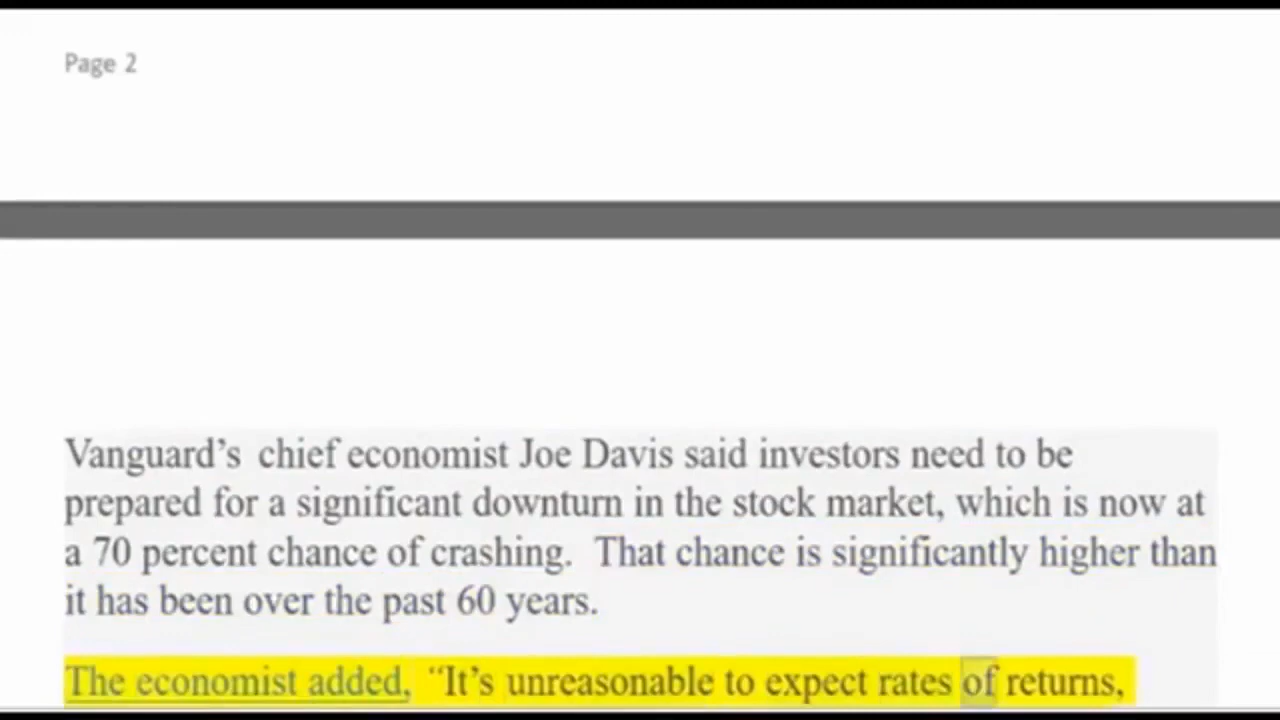 Page 2
Vanguard’s chief economist Joe Davis said investors need to be
prepared for a significant downturn in the stock market, which is now at
a 70 percent chance of crashing. That chance is significantly higher than
it has been over the past 60 years.
The economist added, “It’s unreasonable to expect rates of returns,